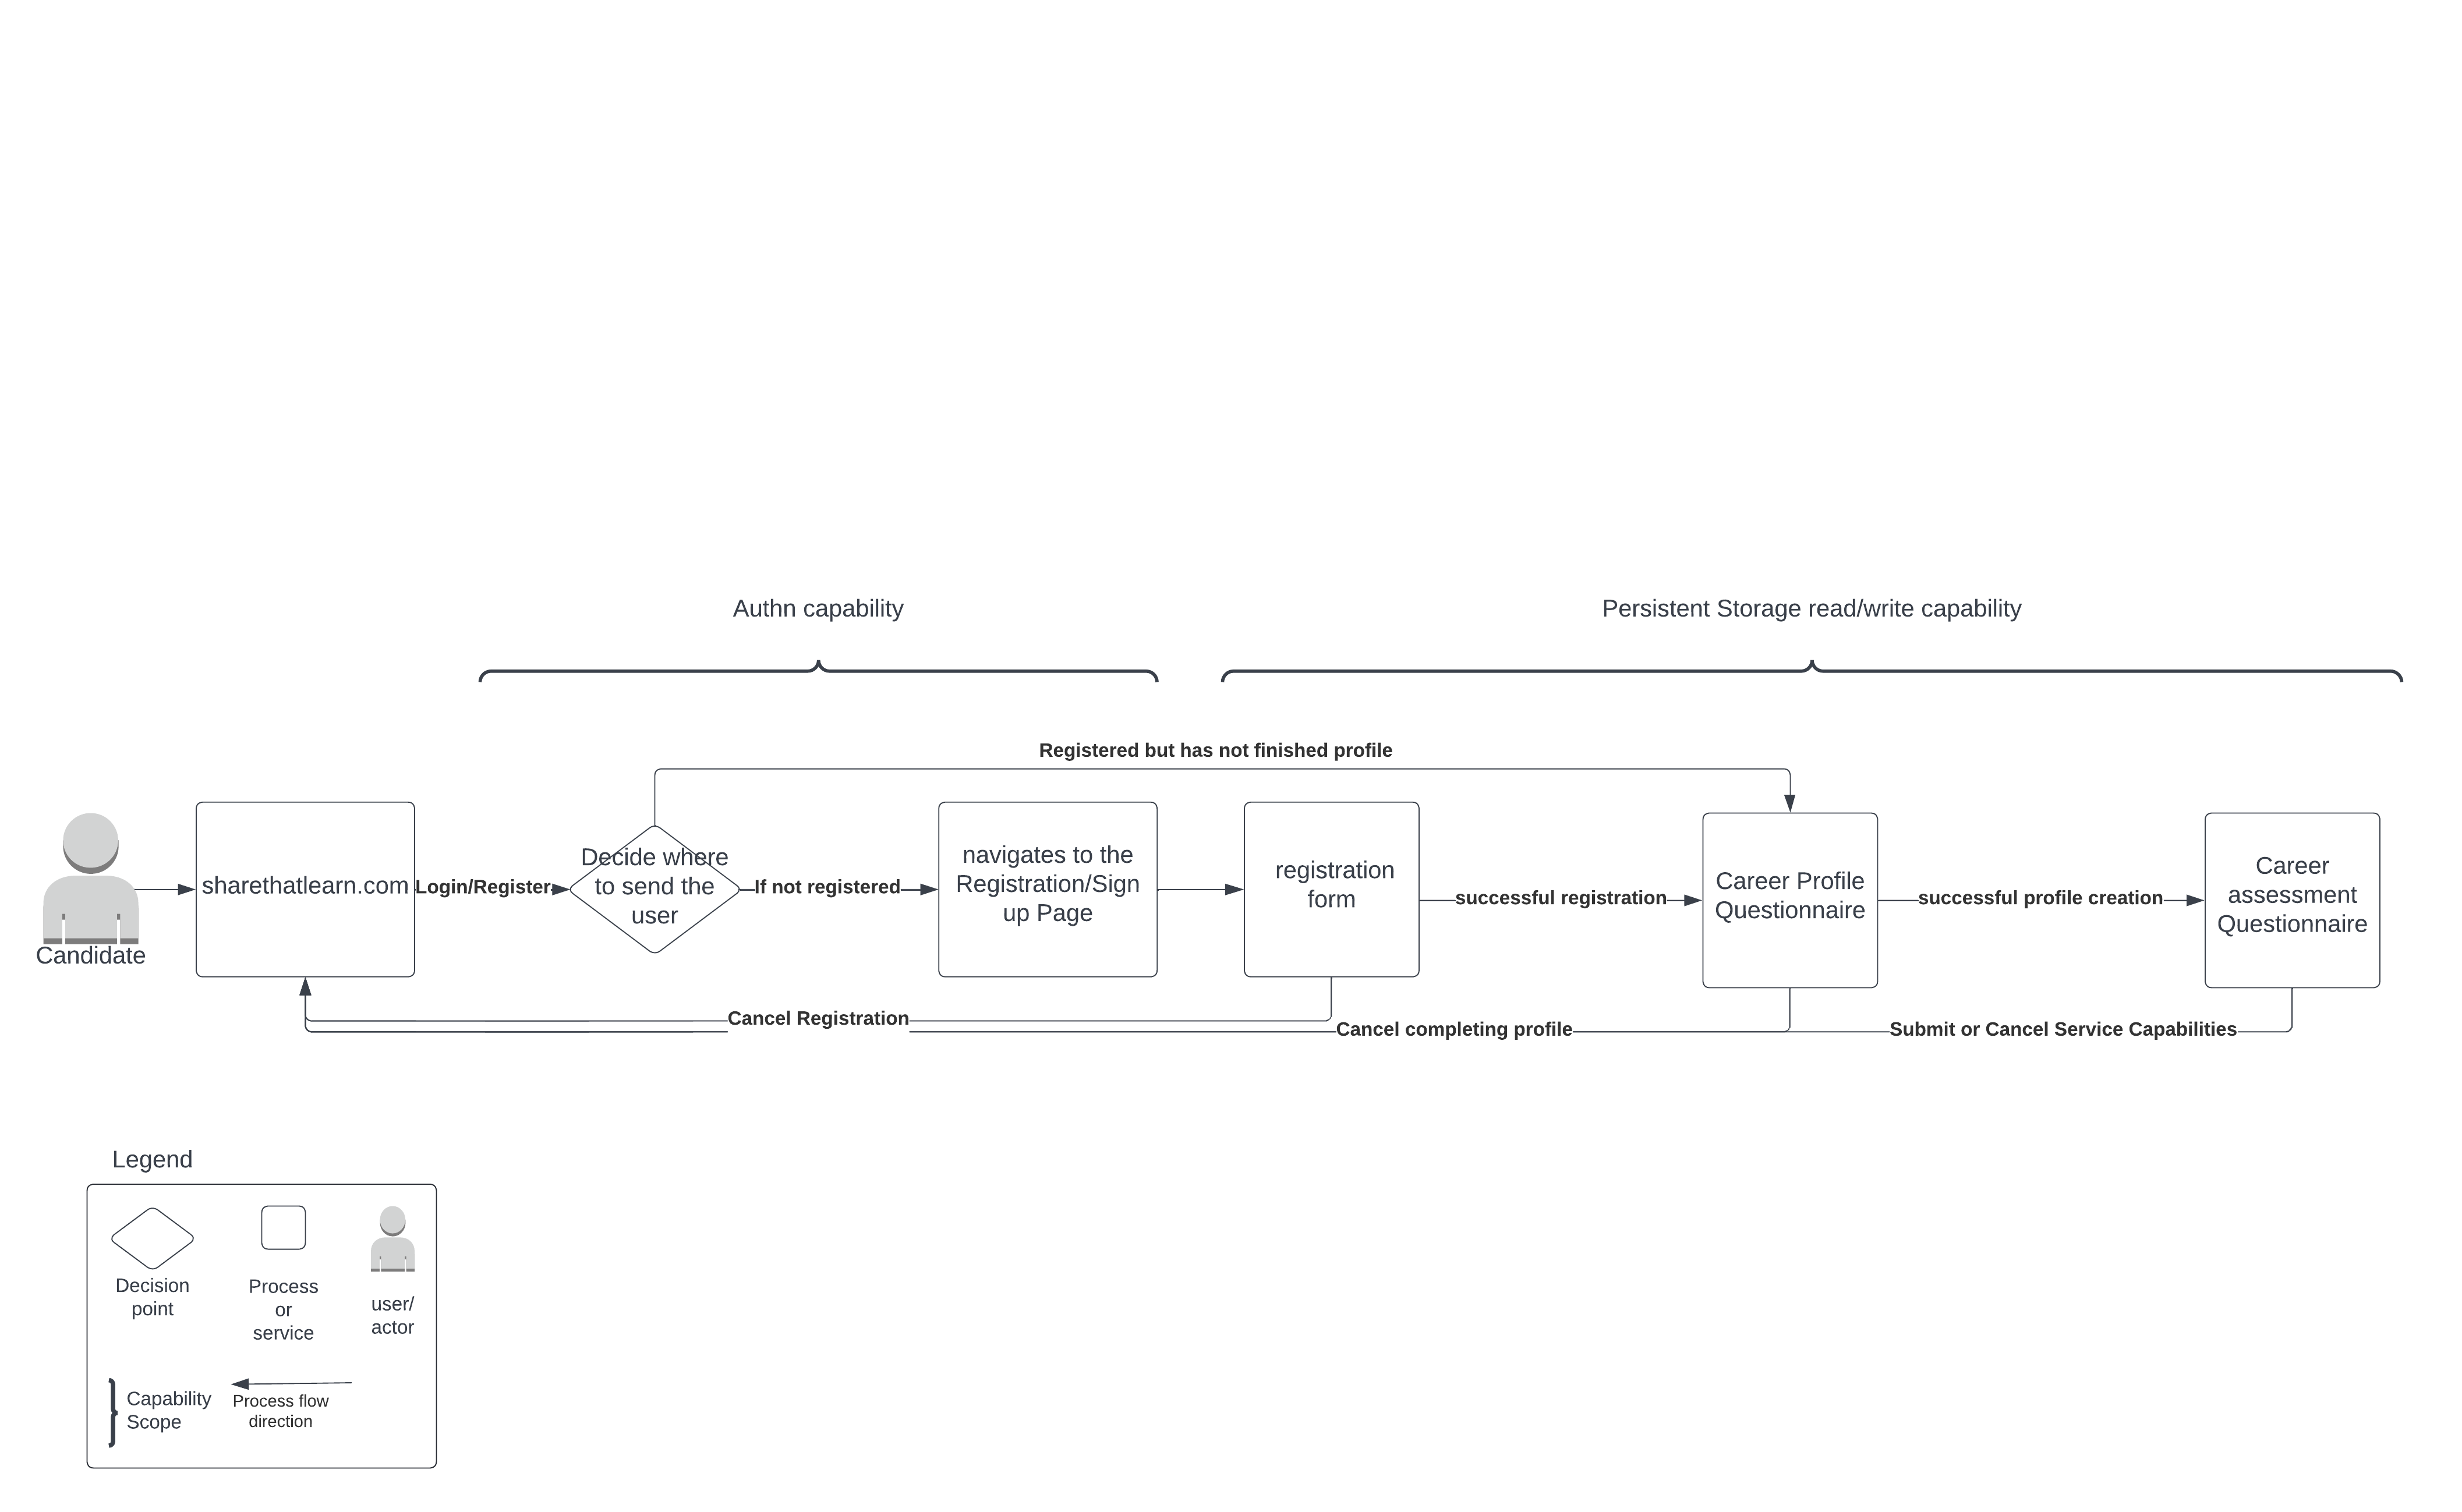 Authn capability
Persistent Storage read/write capability
Registered but has not finished profile
Candidate
sharethatlearn.com
Login/Register
Decide where
to send the
user
If not registered
navigates to the
Registration/Sign
up Page
registration
form
successful registration
Career Profile
Questionnaire
successful profile creation
Career
assessment
Questionnaire
Cancel Registration
Cancel completing profile
Submit or Cancel Service Capabilities
Legend
Decision
point
Process
or
service
user/
actor
Capability
Scope
Process flow
direction